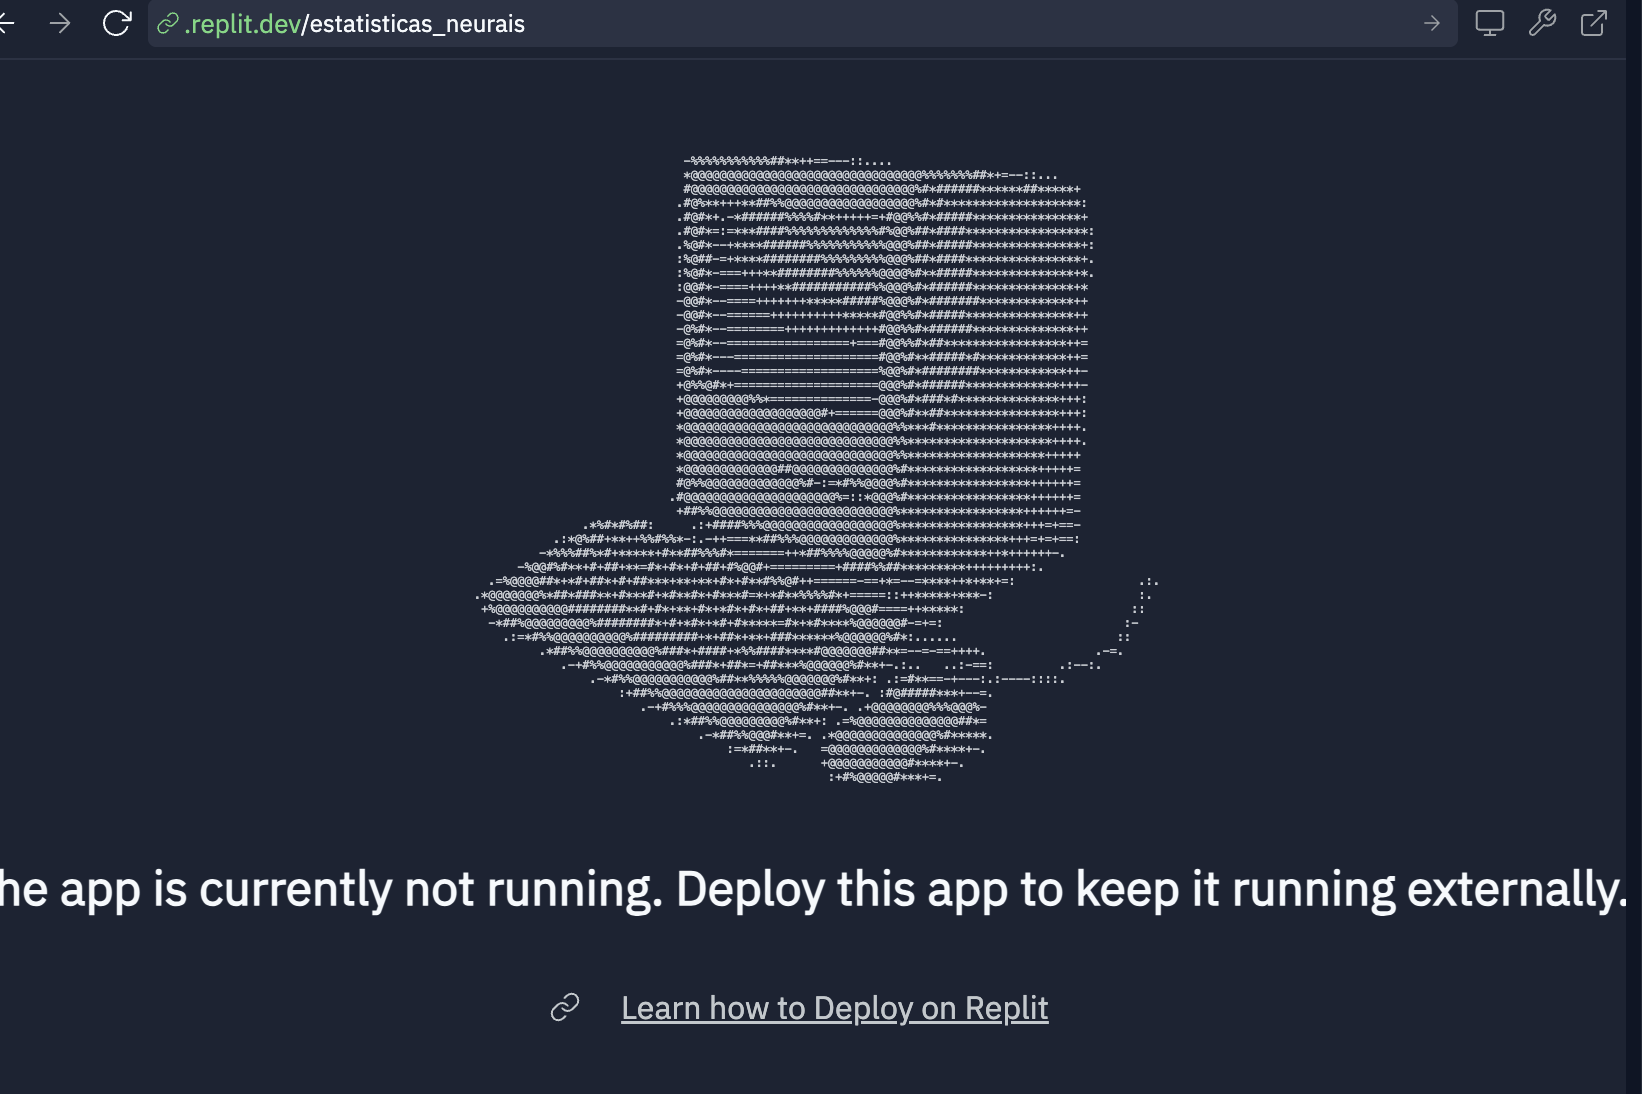 .replit.dev/estatisticas_neurais
he app is currently not running. Deploy this app to keep it running externally.
Learn how to Deploy on Replit